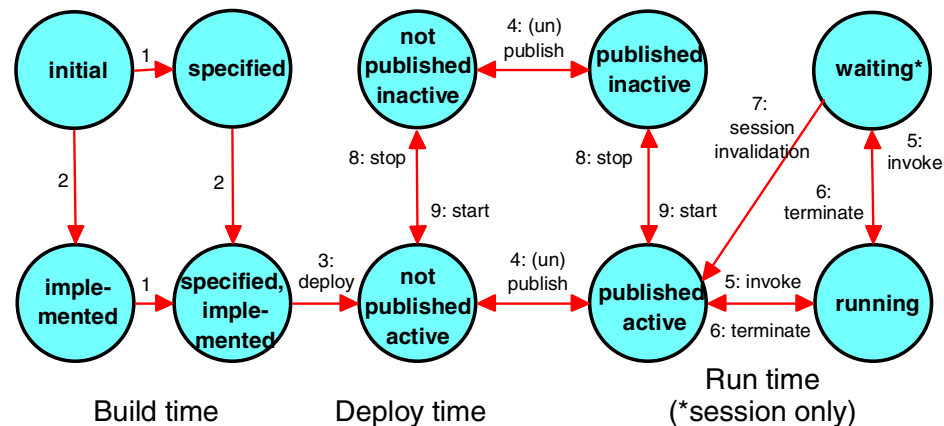 initial
1
specified
not
published
inactive
4: (un)
publish
published
inactive
waiting*
2
2
8: stop
9: start
8: stop
9: start
7:
session
invalidation
5:
invoke
6:
terminate
imple-
mented
1
specified,
imple-
mented
3:
deploy
not
published
active
4: (un)
publish
published
active
5: invoke
6: terminate
running
Build time
Deploy time
Run time
(*session only)